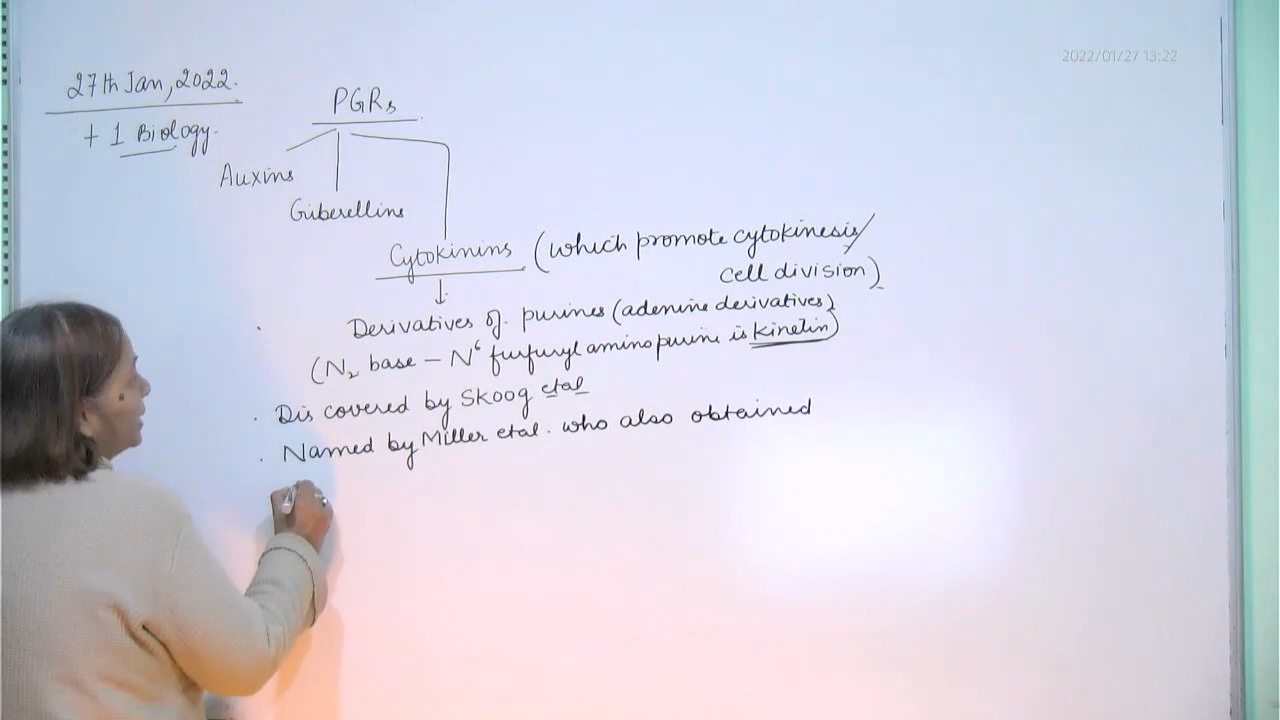 2022/01/27 13:22
27th Jan, 2022.
+ 1 Biology.
PGRs
Auxins
Giberelline
Cytokinins (which promote cytokinesis/
cell division)
Derivatives of purines (adenine derivatives)
(N₂ base – N⁶ furfuryl amino purine is kinetin)
. Discovered by Skoog etal
. Named by Miller etal. who also obtained